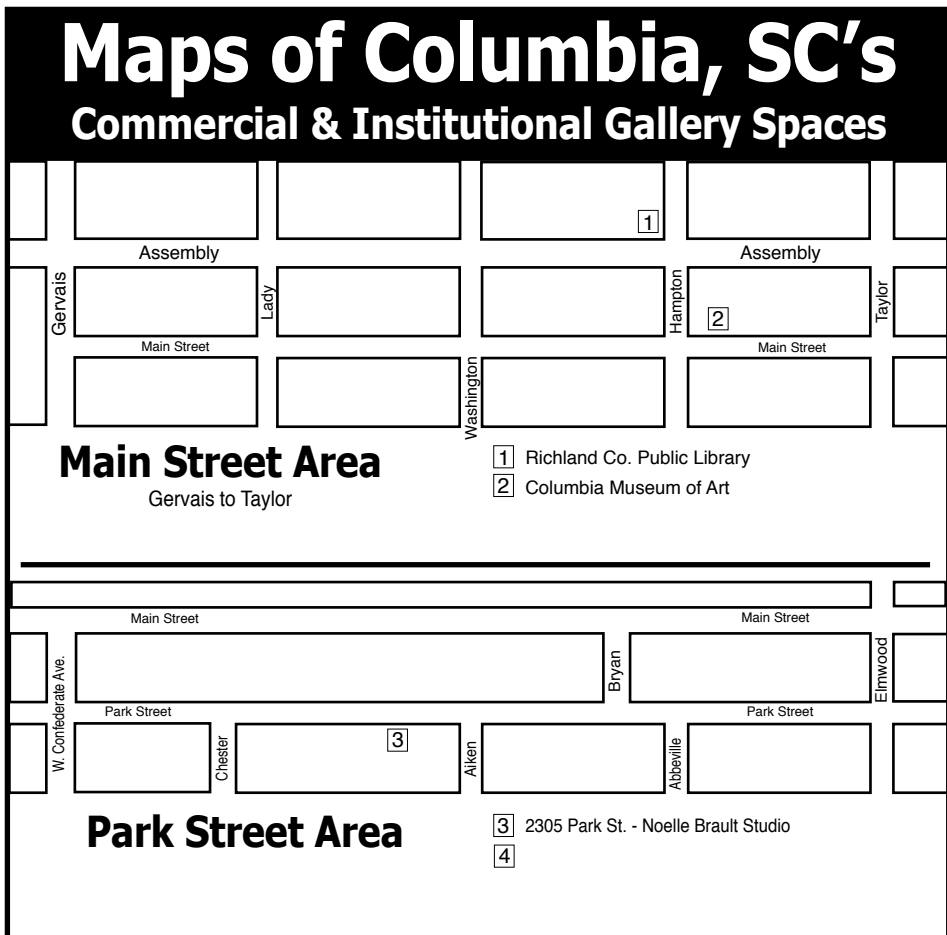 Maps of Columbia, SC’s
Commercial & Institutional Gallery Spaces
1
Assembly
Assembly
Gervais
Lady
Hampton
Taylor
2
Main Street
Main Street
Washington
Main Street Area
Gervais to Taylor
1 Richland Co. Public Library
2 Columbia Museum of Art
Main Street
Main Street
W. Confederate Ave.
Bryan
Elmwood
Park Street
Park Street
Chester
3
Aiken
Abbeville
Park Street Area
3 2305 Park St. - Noelle Brault Studio
4